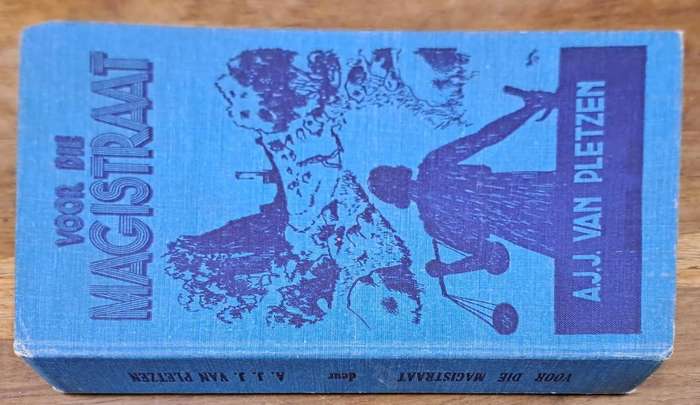 VOOR DIE
MAGISTRAAT
A.J.J. VAN PLETZEN
VOOR DIE MAGISTRAAT deur A. J. J. VAN PLETZEN